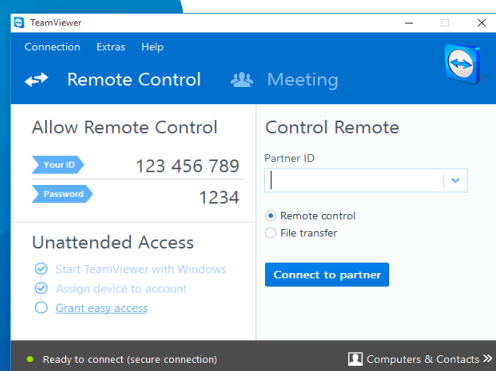 TeamViewer
Connection Extras Help
Remote Control Meeting
Allow Remote Control
Your ID 123 456 789
Password 1234
Unattended Access
Start TeamViewer with Windows
Assign device to account
Grant easy access
Control Remote
Partner ID
Remote control
File transfer
Connect to partner
Ready to connect (secure connection)
Computers & Contacts